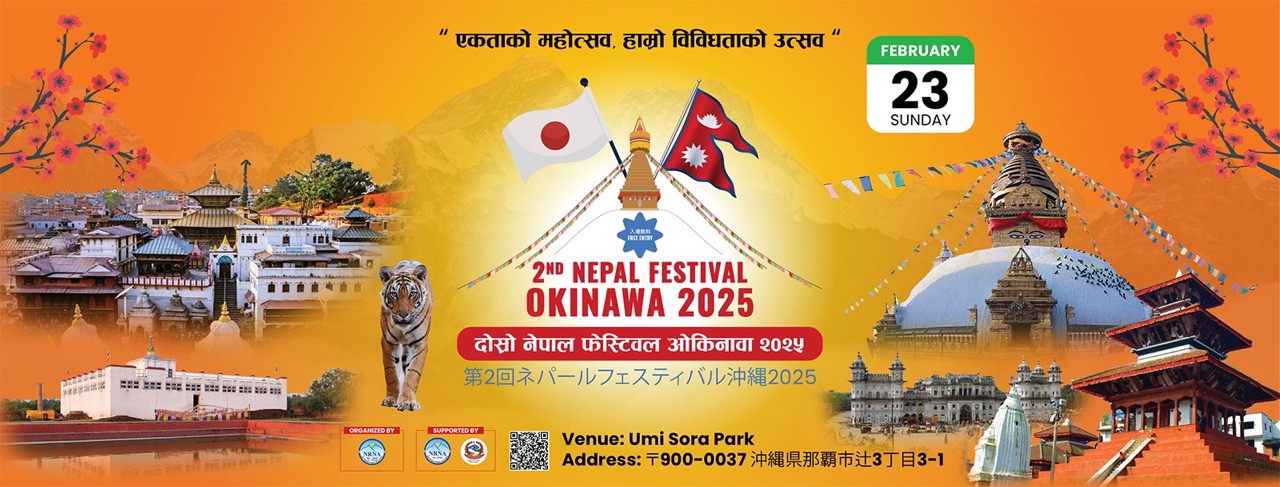 “ एकताको महोत्सव, हाम्रो विविधताको उत्सव “
FEBRUARY
23
SUNDAY
入場無料
FREE ENTRY
2ND NEPAL FESTIVAL
OKINAWA 2025
दोस्रो नेपाल फेस्टिवल ओकिनावा २०२५
第2回ネパールフェスティバル沖縄2025
ORGANIZED BY
NRNA
SUPPORTED BY
NRNA
Venue: Umi Sora Park
Address: 〒900-0037 沖縄県那覇市辻3丁目3-1